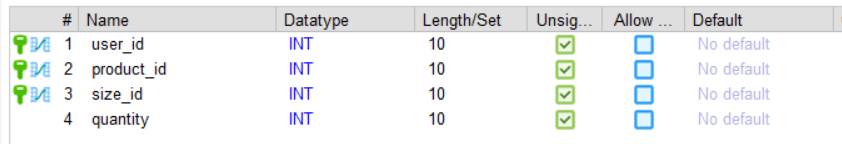 # Name Datatype Length/Set Unsig... Allow ... Default
1 user_id INT 10 No default
2 product_id INT 10 No default
3 size_id INT 10 No default
4 quantity INT 10 No default